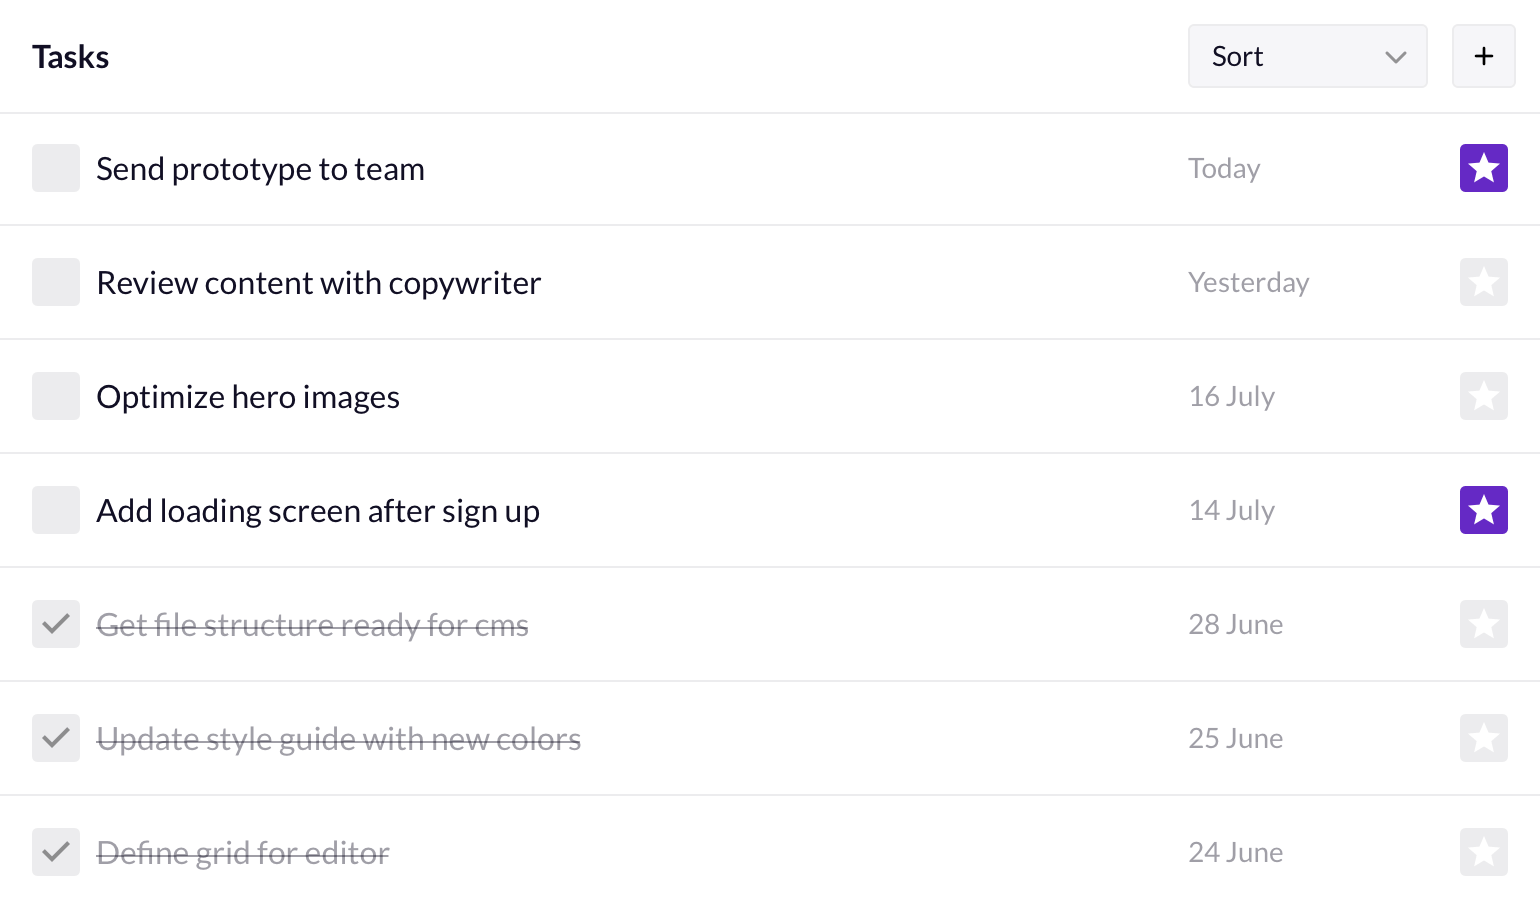 Tasks
Sort
+
Send prototype to team
Today
Review content with copywriter
Yesterday
Optimize hero images
16 July
Add loading screen after sign up
14 July
Get file structure ready for cms
28 June
Update style guide with new colors
25 June
Define grid for editor
24 June